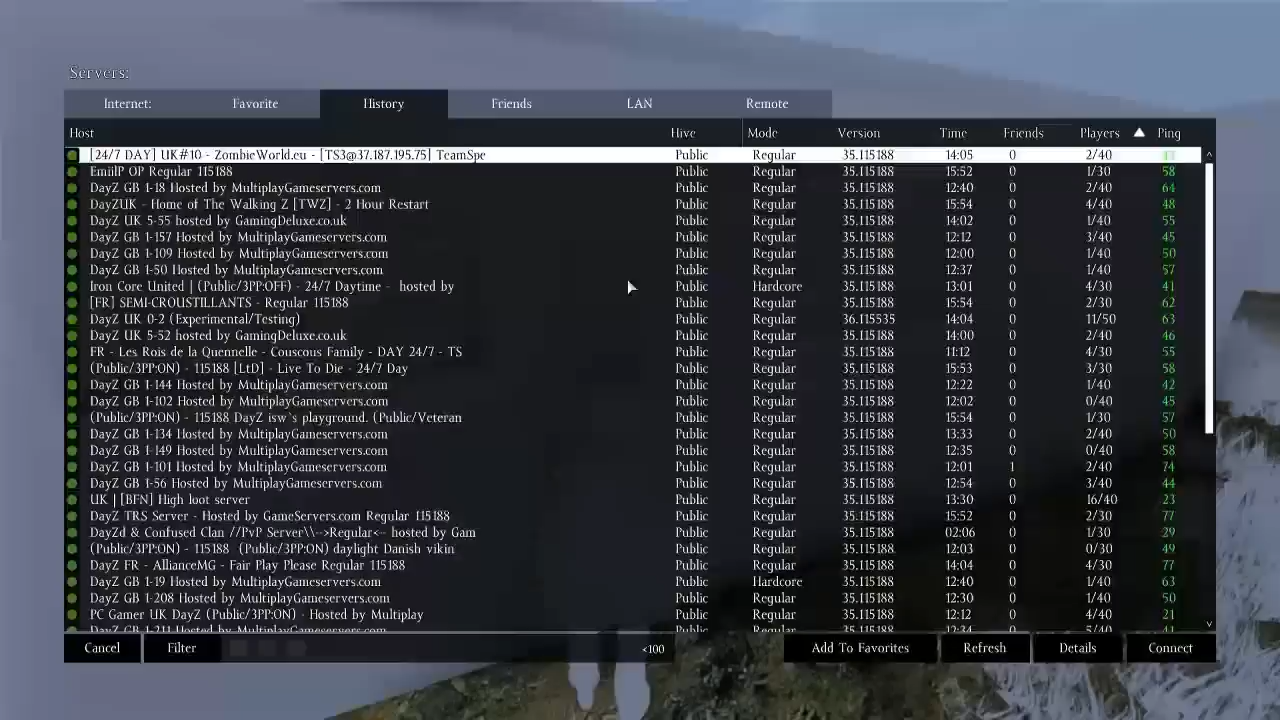 Servers:
Internet: Favorite History Friends LAN Remote
Host Hive Mode Version Time Friends Players Ping
[24/7 DAY] UK#10 - ZombieWorld.eu - [TS3@37.187.195.75] TeamSpe Public Regular 35.115188 14:05 0 2/40
EmiilP OP Regular 115188 Public Regular 35.115188 15:52 0 1/30 58
DayZ GB 1-18 Hosted by MultiplayGameservers.com Public Regular 35.115188 12:40 0 2/40 64
DayZUK - Home of The Walking Z [TWZ] - 2 Hour Restart Public Regular 35.115188 15:54 0 4/40 48
DayZ UK 5-55 hosted by GamingDeluxe.co.uk Public Regular 35.115188 14:02 0 1/40 55
DayZ GB 1-157 Hosted by MultiplayGameservers.com Public Regular 35.115188 12:12 0 3/40 45
DayZ GB 1-109 Hosted by MultiplayGameservers.com Public Regular 35.115188 12:00 0 1/40 50
DayZ GB 1-50 Hosted by MultiplayGameservers.com Public Regular 35.115188 12:37 0 1/40 57
Iron Core United | (Public/3PP:OFF) - 24/7 Daytime - hosted by Public Hardcore 35.115188 13:01 0 4/30 41
[FR] SEMI-CROUSTILLANTS - Regular 115188 Public Regular 35.115188 15:54 0 2/30 62
DayZ UK 0-2 (Experimental/Testing) Public Regular 36.115535 14:04 0 11/50 63
DayZ UK 5-52 hosted by GamingDeluxe.co.uk Public Regular 35.115188 14:00 0 2/40 46
FR - Les Rois de la Quennelle - Couscous Family - DAY 24/7 - TS Public Regular 35.115188 11:12 0 4/30 55
(Public/3PP:ON) - 115188 [LtD] - Live To Die - 24/7 Day Public Regular 35.115188 15:53 0 3/30 58
DayZ GB 1-144 Hosted by MultiplayGameservers.com Public Regular 35.115188 12:22 0 1/40 42
DayZ GB 1-102 Hosted by MultiplayGameservers.com Public Regular 35.115188 12:02 0 0/40 45
(Public/3PP:ON) - 115188 DayZ isw`s playground. (Public/Veteran Public Regular 35.115188 15:54 0 1/30 57
DayZ GB 1-134 Hosted by MultiplayGameservers.com Public Regular 35.115188 13:33 0 2/40 50
DayZ GB 1-149 Hosted by MultiplayGameservers.com Public Regular 35.115188 12:35 0 0/40 58
DayZ GB 1-101 Hosted by MultiplayGameservers.com Public Regular 35.115188 12:01 1 2/40 74
DayZ GB 1-56 Hosted by MultiplayGameservers.com Public Regular 35.115188 12:54 0 3/40 44
UK | [BFN] High loot server Public Regular 35.115188 13:30 0 16/40 23
DayZ TRS Server - Hosted by GameServers.com Regular 115188 Public Regular 35.115188 15:52 0 2/30 77
DayZd & Confused Clan //PvP Server\\-->Regular<-- hosted by Gam Public Regular 35.115188 02:06 0 1/30 29
(Public/3PP:ON) - 115188 (Public/3PP:ON) daylight Danish vikin Public Regular 35.115188 12:03 0 0/30 49
DayZ FR - AllianceMG - Fair Play Please Regular 115188 Public Regular 35.115188 14:04 0 4/30 77
DayZ GB 1-19 Hosted by MultiplayGameservers.com Public Hardcore 35.115188 12:40 0 1/40 63
DayZ GB 1-208 Hosted by MultiplayGameservers.com Public Regular 35.115188 12:30 0 1/40 50
PC Gamer UK DayZ (Public/3PP:ON) - Hosted by Multiplay Public Regular 35.115188 12:12 0 4/40 21
DayZ GB 1-211 Hosted by MultiplayGameservers.com Public Regular 35.115188 12:34 0 5/40 41
Cancel Filter <100 Add To Favorites Refresh Details Connect